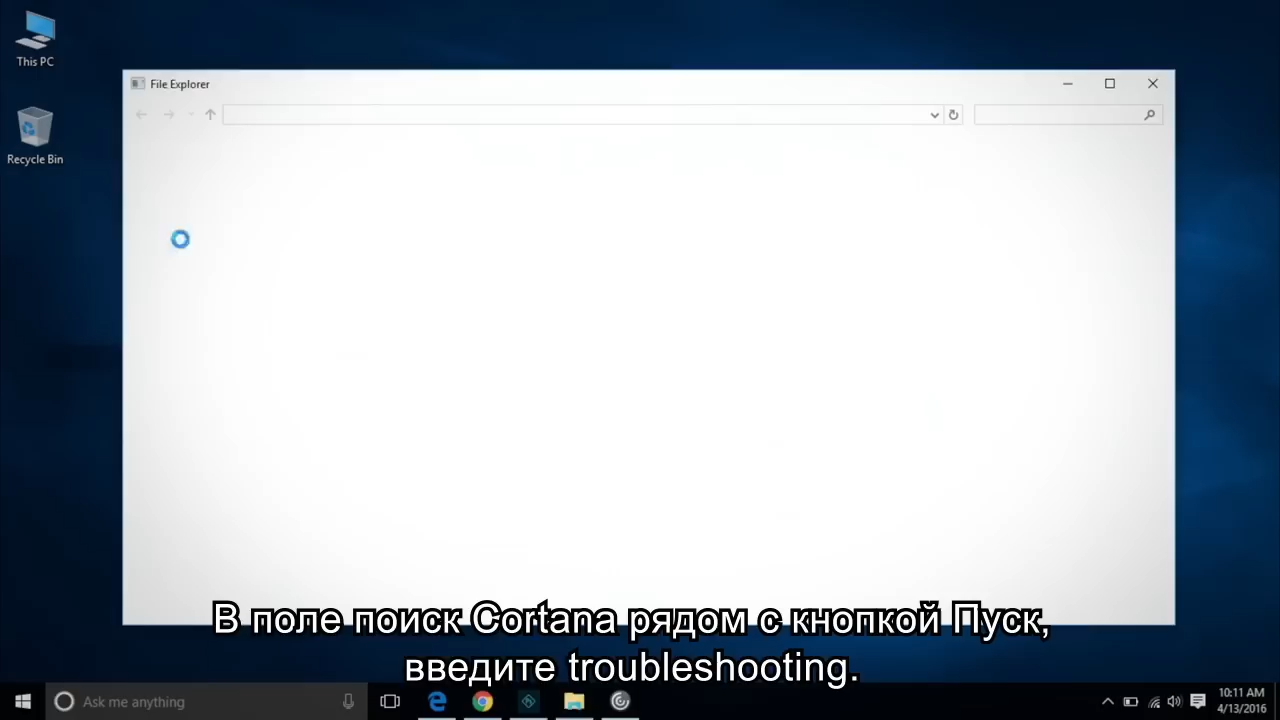 This PC
File Explorer
Recycle Bin
В поле поиск Cortana рядом с кнопкой Пуск,
введите troubleshooting.
Ask me anything
10:11 AM
4/13/2016